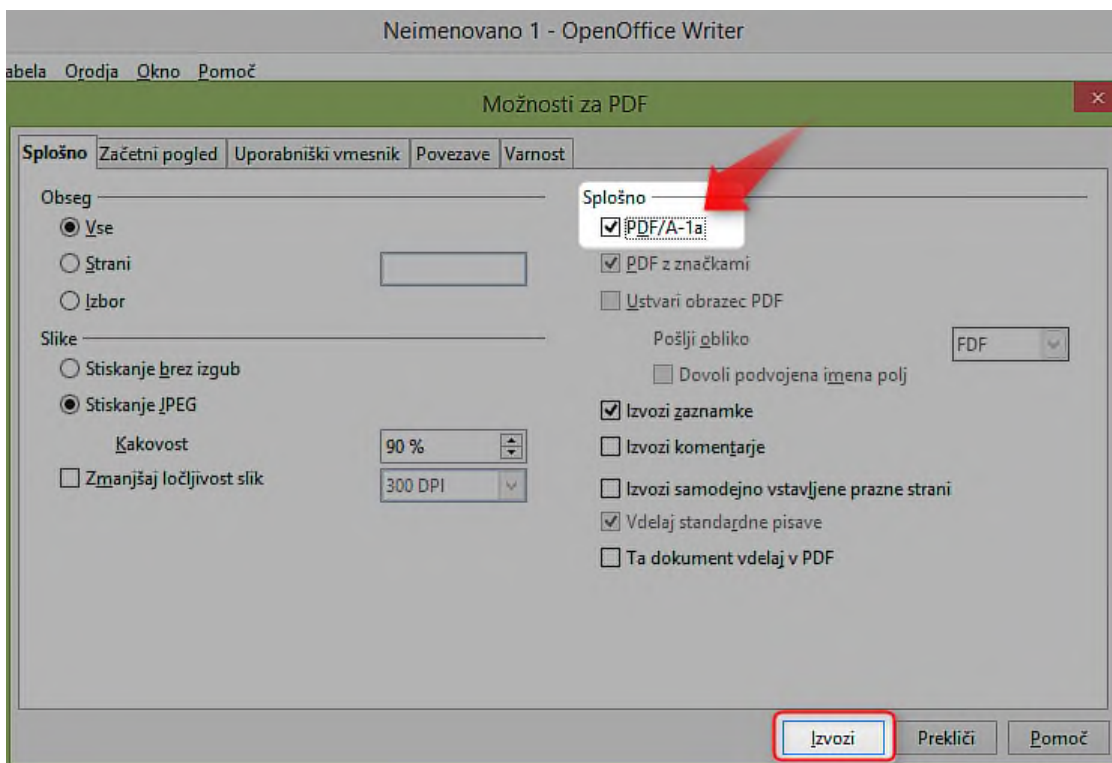 Neimenovano 1 - OpenOffice Writer
abela Orodja Okno Pomoč
Možnosti za PDF
Splošno Začetni pogled Uporabniški vmesnik Povezave Varnost
Obseg
Vse
Strani
Izbor
Slike
Stiskanje brez izgub
Stiskanje JPEG
Kakovost 90 %
Zmanjšaj ločljivost slik 300 DPI
Splošno
PDF/A-1a
PDF z značkami
Ustvari obrazec PDF
Pošlji obliko FDF
Dovoli podvojena imena polj
Izvozi zaznamke
Izvozi komentarje
Izvozi samodejno vstavljene prazne strani
Vdelaj standardne pisave
Ta dokument vdelaj v PDF
Izvozi Prekliči Pomoč